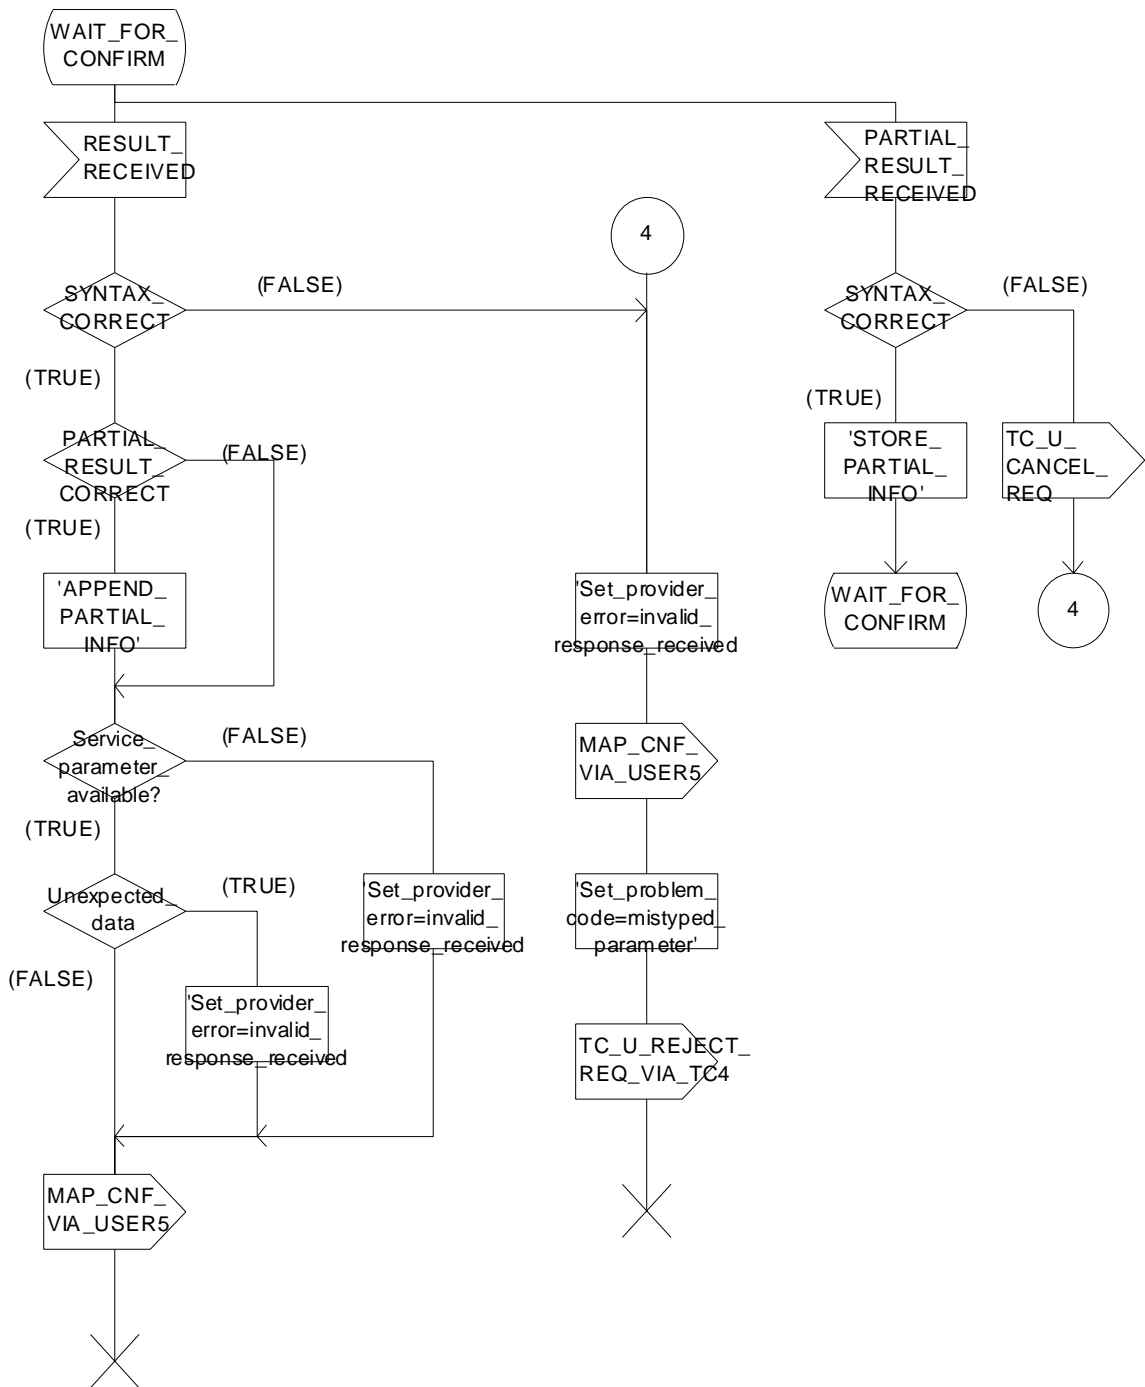 WAIT_FOR_
CONFIRM
RESULT_
RECEIVED
PARTIAL_
RESULT_
RECEIVED
4
SYNTAX_
CORRECT
(FALSE)
SYNTAX_
CORRECT
(FALSE)
(TRUE)
(TRUE)
PARTIAL_
RESULT_
CORRECT
(FALSE)
'STORE_
PARTIAL_
INFO'
TC_U_
CANCEL_
REQ
(TRUE)
'APPEND_
PARTIAL_
INFO'
'Set_provider_
error=invalid_
response_received
WAIT_FOR_
CONFIRM
4
Service_
parameter_
available?
(FALSE)
MAP_CNF_
VIA_USER5
(TRUE)
Unexpected_
data
(TRUE)
'Set_provider_
error=invalid_
response_received
'Set_problem_
code=mistyped_
parameter'
(FALSE)
'Set_provider_
error=invalid_
response_received
TC_U_REJECT_
REQ_VIA_TC4
MAP_CNF_
VIA_USER5